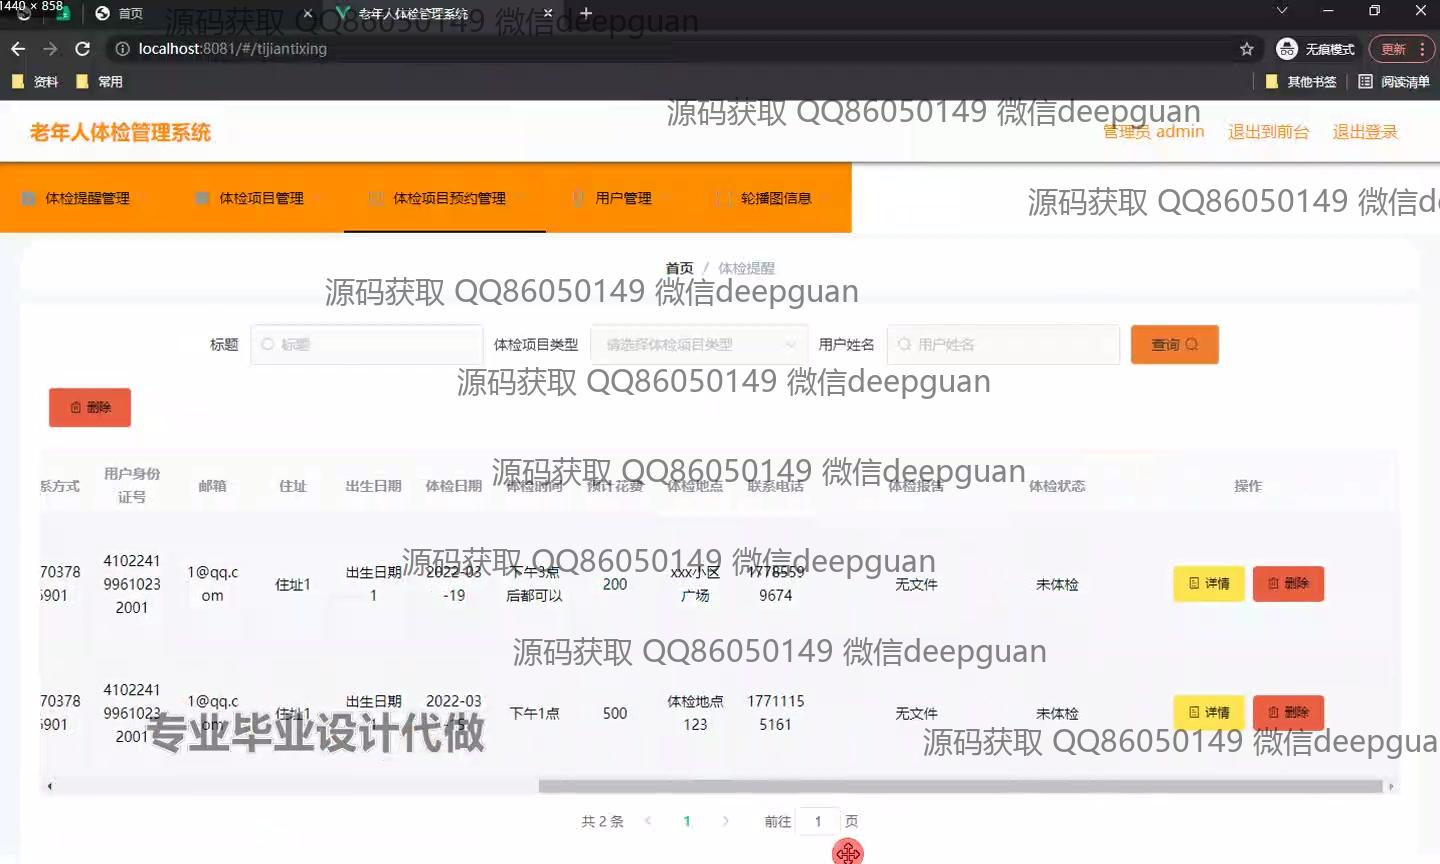 1440 × 858
首页
老年人体检管理系统
源码获取 QQ86050149 微信deepguan
localhost:8081/#/tijiantixing
无痕模式
更新
资料
常用
其他书签
阅读清单
源码获取 QQ86050149 微信deepguan
老年人体检管理系统
管理员 admin
退出到前台
退出登录
体检提醒管理
体检项目管理
体检项目预约管理
用户管理
轮播图信息
源码获取 QQ86050149 微信d
首页 / 体检提醒
源码获取 QQ86050149 微信deepguan
标题
标题
体检项目类型
请选择体检项目类型
用户姓名
用户姓名
查询
源码获取 QQ86050149 微信deepguan
删除
系方式
用户身份
证号
邮箱
住址
出生日期
体检日期
体检时间
预计花费
体检地点
联系电话
体检报告
体检状态
操作
源码获取 QQ86050149 微信deepguan
70378
6901
4102241
9961023
2001
1@qq.c
om
住址1
出生日期
1
2022-03
-19
下午3点
后都可以
200
xxx小区
广场
1778559
9674
无文件
未体检
详情
删除
源码获取 QQ86050149 微信deepguan
源码获取 QQ86050149 微信deepguan
70378
6901
4102241
9961023
2001
1@qq.c
om
住址1
出生日期
1
2022-03
下午1点
500
体检地点
123
1771115
5161
无文件
未体检
详情
删除
专业毕业设计代做
源码获取 QQ86050149 微信deepgua
共 2 条
1
前往
1
页